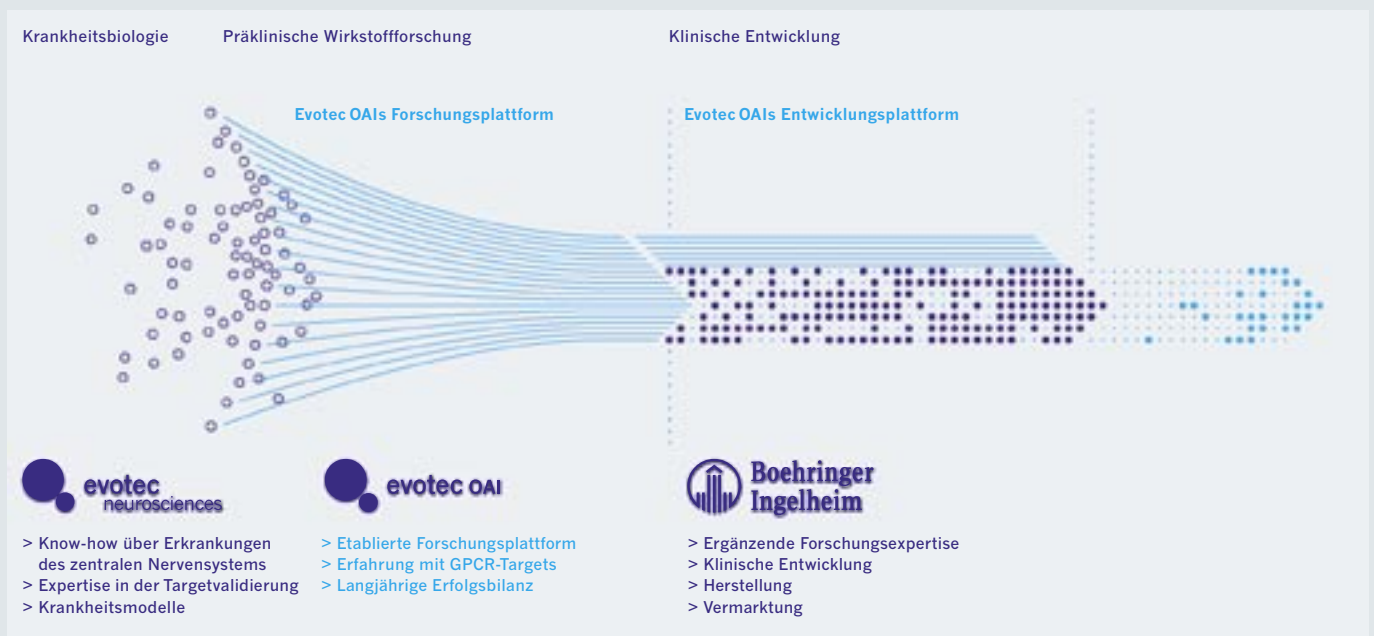 Krankheitsbiologie
Präklinische Wirkstoffforschung
Klinische Entwicklung
Evotec OAIs Forschungsplattform
Evotec OAIs Entwicklungsplattform
evotec
neurosciences
> Know-how über Erkrankungen
des zentralen Nervensystems
> Expertise in der Targetvalidierung
> Krankheitsmodelle
evotec OAI
> Etablierte Forschungsplattform
> Erfahrung mit GPCR-Targets
> Langjährige Erfolgsbilanz
Boehringer
Ingelheim
> Ergänzende Forschungsexpertise
> Klinische Entwicklung
> Herstellung
> Vermarktung